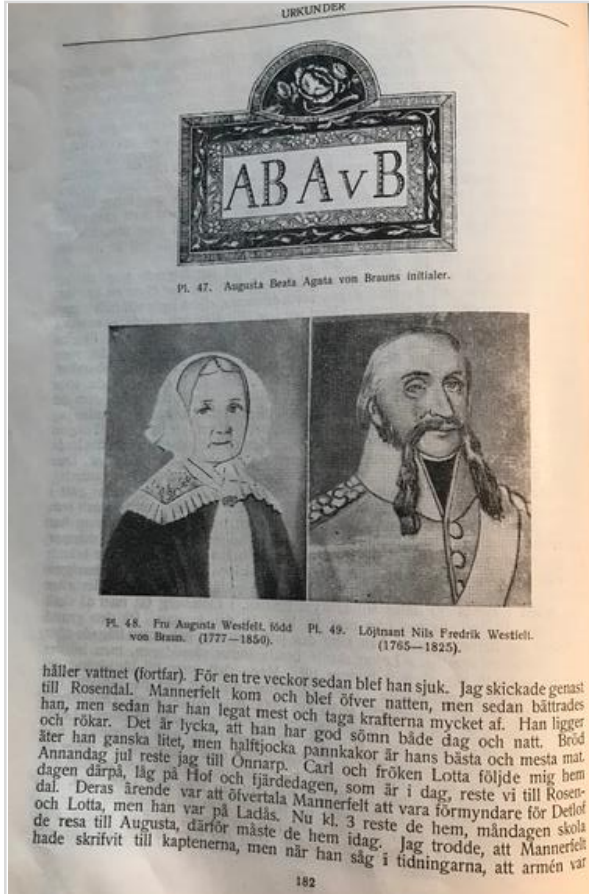 URKUNDER
AB A v B
Pl. 47. Augusta Beata Agata von Brauns initialer.
Pl. 48. Fru Augusta Westfelt, född
von Braun. (1777—1850).
Pl. 49. Löjtnant Nils Fredrik Westfelt.
(1765—1825).
håller vattnet (fortfar). För en tre veckor sedan blef han sjuk. Jag skickade genast
till Rosendal. Mannerfelt kom och blef öfver natten, men sedan bättrades
han, men sedan har han legat mest och taga krafterna mycket af. Han ligger
och rökar. Det är lycka, att han har god sömn både dag och natt. Bröd
äter han ganska litet, men halftjocka pannkakor är hans bästa och mesta mat.
Annandag jul reste jag till Önnarp. Carl och fröken Lotta följde mig hem
dagen därpå, låg på Hof och fjärdedagen, som är i dag, reste vi till Rosen-
dal. Deras ärende var att öfvertala Mannerfelt att vara förmyndare för Detlof
och Lotta, men han var på Ladås. Nu kl. 3 reste de hem, måndagen skola
de resa till Augusta, därför måste de hem idag. Jag trodde, att Mannerfelt
hade skrifvit till kaptenerna, men när han såg i tidningarna, att armén var
182